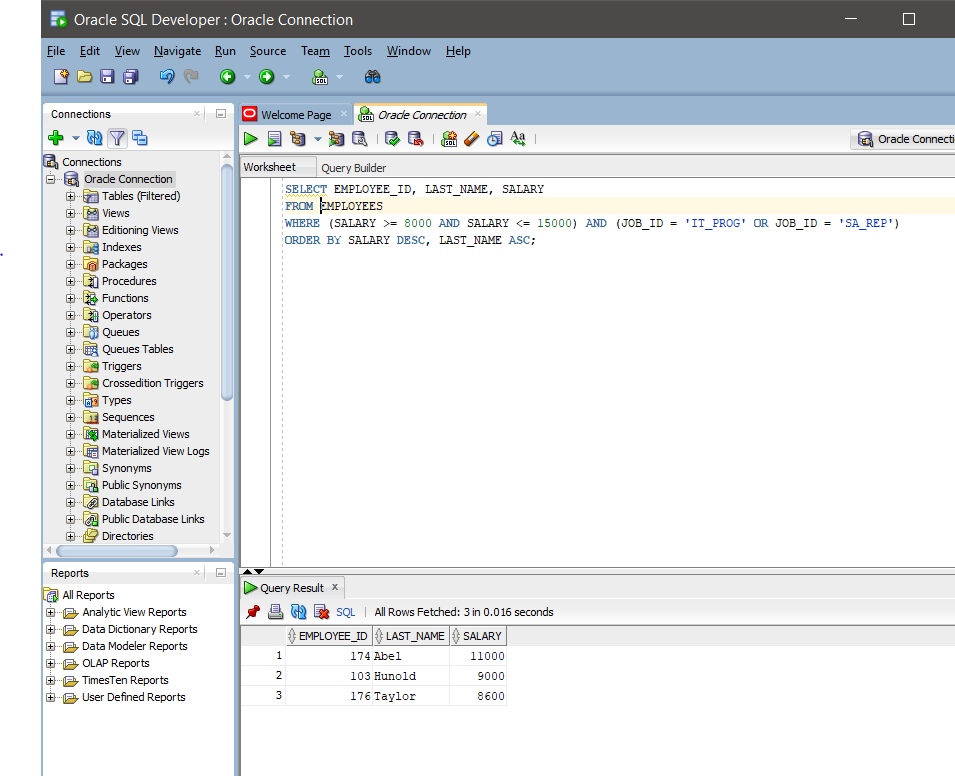 Oracle SQL Developer : Oracle Connection
File Edit View Navigate Run Source Team Tools Window Help
Connections
Connections
Oracle Connection
Tables (Filtered)
Views
Editioning Views
Indexes
Packages
Procedures
Functions
Operators
Queues
Queues Tables
Triggers
Crossedition Triggers
Types
Sequences
Materialized Views
Materialized View Logs
Synonyms
Public Synonyms
Database Links
Public Database Links
Directories
Reports
All Reports
Analytic View Reports
Data Dictionary Reports
Data Modeler Reports
OLAP Reports
TimesTen Reports
User Defined Reports
Welcome Page Oracle Connection
Aa
Oracle Connecti
Worksheet Query Builder
SELECT EMPLOYEE_ID, LAST_NAME, SALARY
FROM EMPLOYEES
WHERE (SALARY >= 8000 AND SALARY <= 15000) AND (JOB_ID = 'IT_PROG' OR JOB_ID = 'SA_REP')
ORDER BY SALARY DESC, LAST_NAME ASC;
Query Result
SQL | All Rows Fetched: 3 in 0.016 seconds
EMPLOYEE_ID LAST_NAME SALARY
1 174 Abel 11000
2 103 Hunold 9000
3 176 Taylor 8600